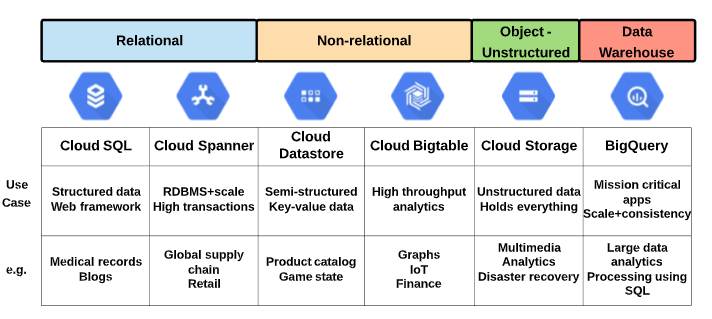 Relational
Non-relational
Object -
Unstructured
Data
Warehouse
Cloud SQL
Cloud Spanner
Cloud
Datastore
Cloud Bigtable
Cloud Storage
BigQuery
Use
Case
Structured data
Web framework
RDBMS+scale
High transactions
Semi-structured
Key-value data
High throughput
analytics
Unstructured data
Holds everything
Mission critical
apps
Scale+consistency
e.g.
Medical records
Blogs
Global supply
chain
Retail
Product catalog
Game state
Graphs
IoT
Finance
Multimedia
Analytics
Disaster recovery
Large data
analytics
Processing using
SQL